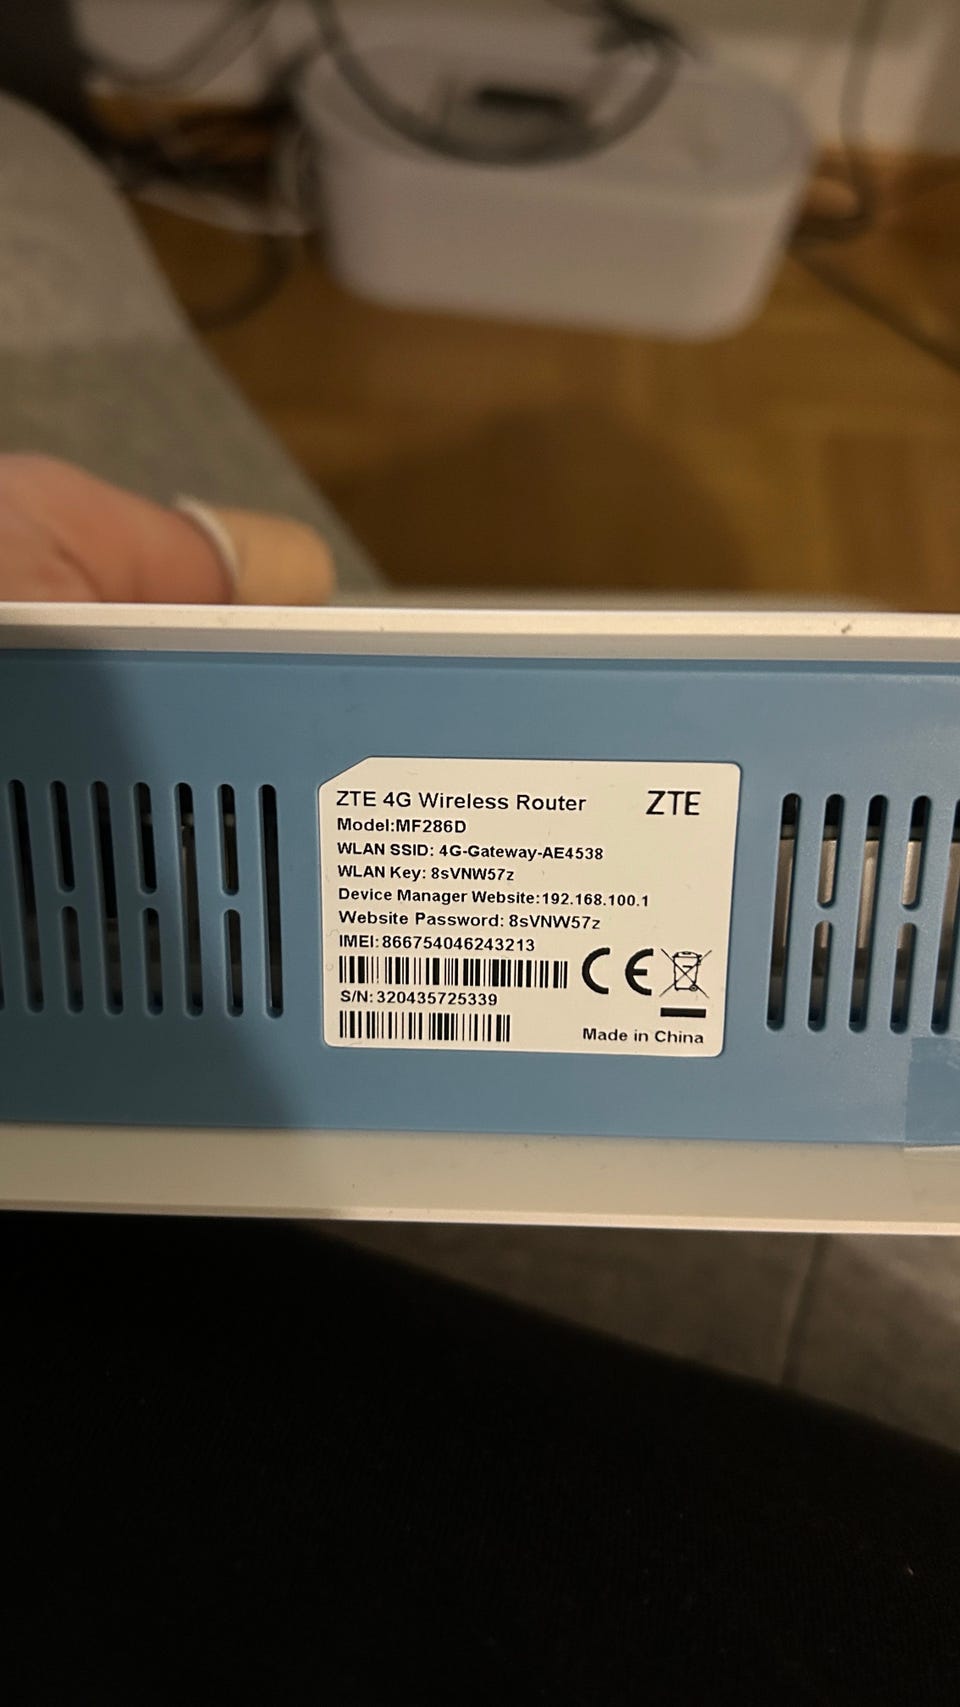 ZTE 4G Wireless Router ZTE
Model:MF286D
WLAN SSID: 4G-Gateway-AE4538
WLAN Key: 8sVNW57z
Device Manager Website:192.168.100.1
Website Password: 8sVNW57z
IMEI:866754046243213
CE
S/N:320435725339
Made in China